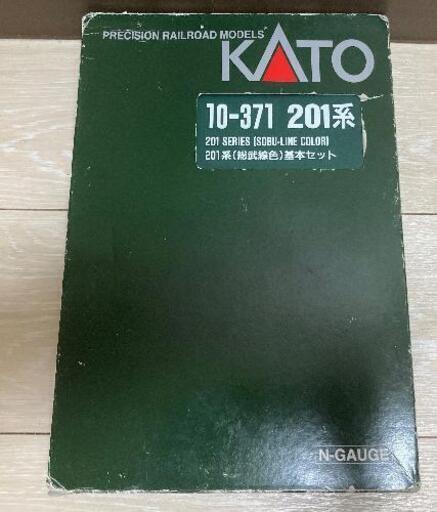 PRECISION RAILROAD MODELS
KATO
10-371 201系
201 SERIES (SOBU-LINE COLOR)
201系(総武線色)基本セット
N-GAUGE